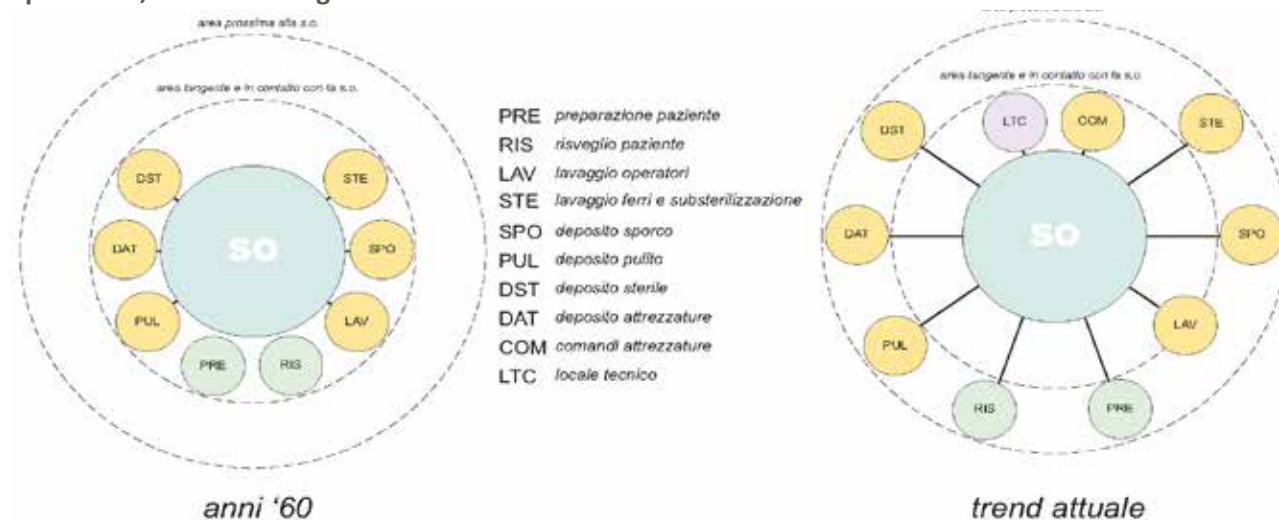 area prossima alla s.o.
area tangente e in contatto con la s.o.
DST
STE
DAT
so
SPO
PUL
LAV
PRE
RIS
anni ‘60
PRE preparazione paziente
RIS risveglio paziente
LAV lavaggio operatori
STE lavaggio ferri e substerilizzazione
SPO deposito sporco
PUL deposito pulito
DST deposito sterile
DAT deposito attrezzature
COM comandi attrezzature
LTC locale tecnico
area tangente e in contatto con la s.o.
DST
LTC
COM
STE
DAT
so
SPO
PUL
LAV
RIS
PRE
trend attuale